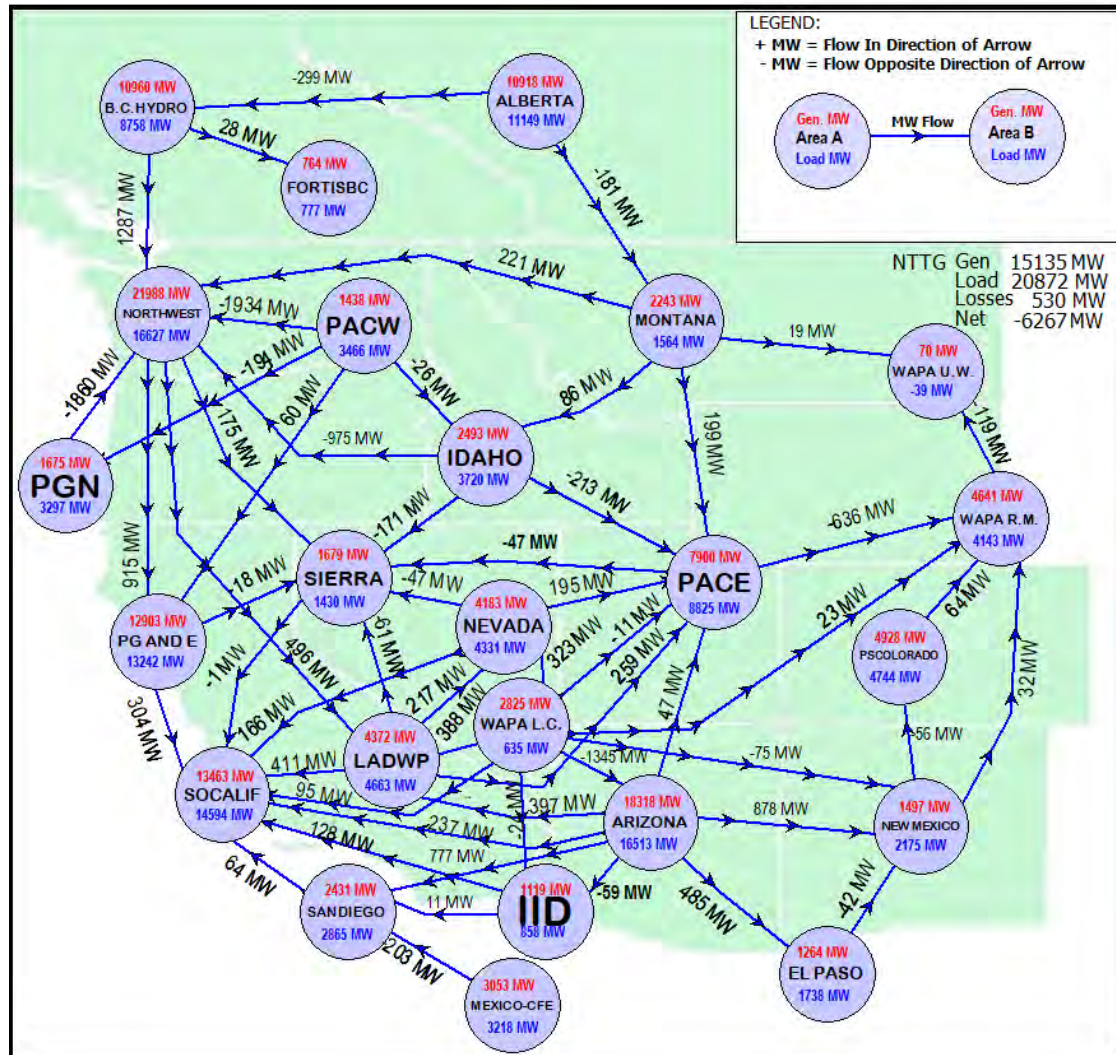 LEGEND:
+ MW = Flow In Direction of Arrow
- MW = Flow Opposite Direction of Arrow
Gen. MW
Area A
Load MW
MW Flow
Gen. MW
Area B
Load MW
NTTG Gen 15135 MW
Load 20872 MW
Losses 530 MW
Net -6267 MW
10960 MW
B.C.HYDRO
8758 MW
-299 MW
10918 MW
ALBERTA
11149 MW
28 MW
764 MW
FORTISBC
777 MW
1287 MW
-181 MW
221 MW
21988 MW
NORTHWEST
16627 MW
-1934 MW
1438 MW
PACW
3466 MW
2243 MW
MONTANA
1564 MW
19 MW
70 MW
WAPA U.W.
-39 MW
-1860 MW
-194 MW
-26 MW
86 MW
199 MW
-119 MW
175 MW
60 MW
-975 MW
2493 MW
IDAHO
3720 MW
1675 MW
PGN
3297 MW
-213 MW
-171 MW
-636 MW
4641 MW
WAPA R.M.
4143 MW
915 MW
-47 MW
1679 MW
SIERRA
1430 MW
-47 MW
195 MW
7900 MW
PACE
8825 MW
-18 MW
12903 MW
PG AND E
13242 MW
4183 MW
NEVADA
4331 MW
323 MW
-11 MW
259 MW
23 MW
64 MW
32 MW
4928 MW
PSCOLORADO
4744 MW
496 MW
-1 MW
-61 MW
217 MW
388 MW
166 MW
47 MW
304 MW
2825 MW
WAPA L.C.
635 MW
-1345 MW
-75 MW
-56 MW
4372 MW
LADWP
4663 MW
411 MW
13463 MW
SOCALIF
14594 MW
95 MW
397 MW
18318 MW
ARIZONA
16513 MW
878 MW
1497 MW
NEW MEXICO
2175 MW
237 MW
128 MW
777 MW
64 MW
-59 MW
485 MW
-42 MW
2431 MW
SANDIEGO
2865 MW
11 MW
1119 MW
IID
858 MW
1264 MW
EL PASO
1738 MW
-203 MW
3053 MW
MEXICO-CFE
3218 MW